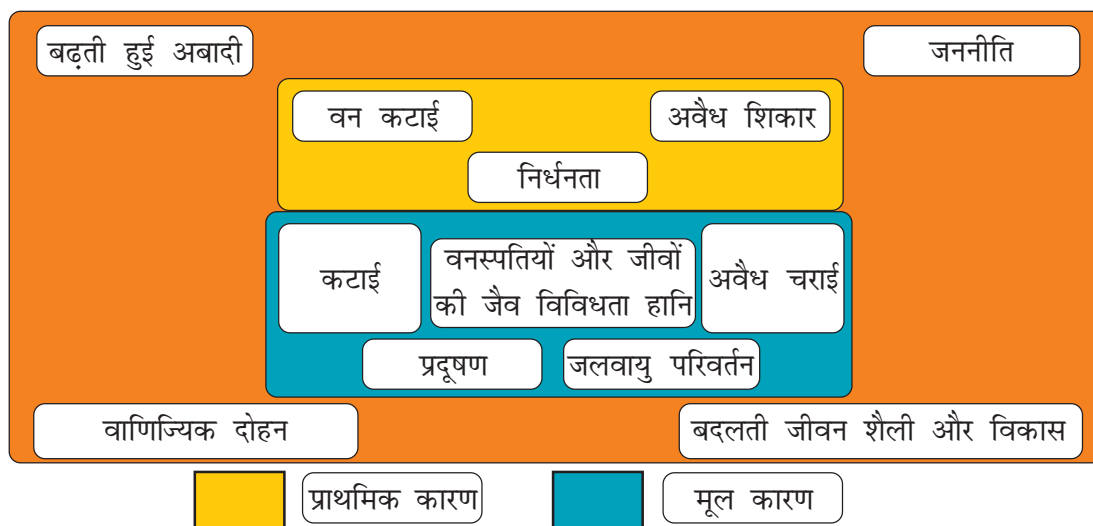 बढ़ती हुई अबादी
जननीति
वन कटाई
अवैध शिकार
निर्धनता
कटाई
वनस्पतियों और जीवों
की जैव विविधता हानि
अवैध चराई
प्रदूषण
जलवायु परिवर्तन
वाणिज्यिक दोहन
बदलती जीवन शैली और विकास
प्राथमिक कारण
मूल कारण